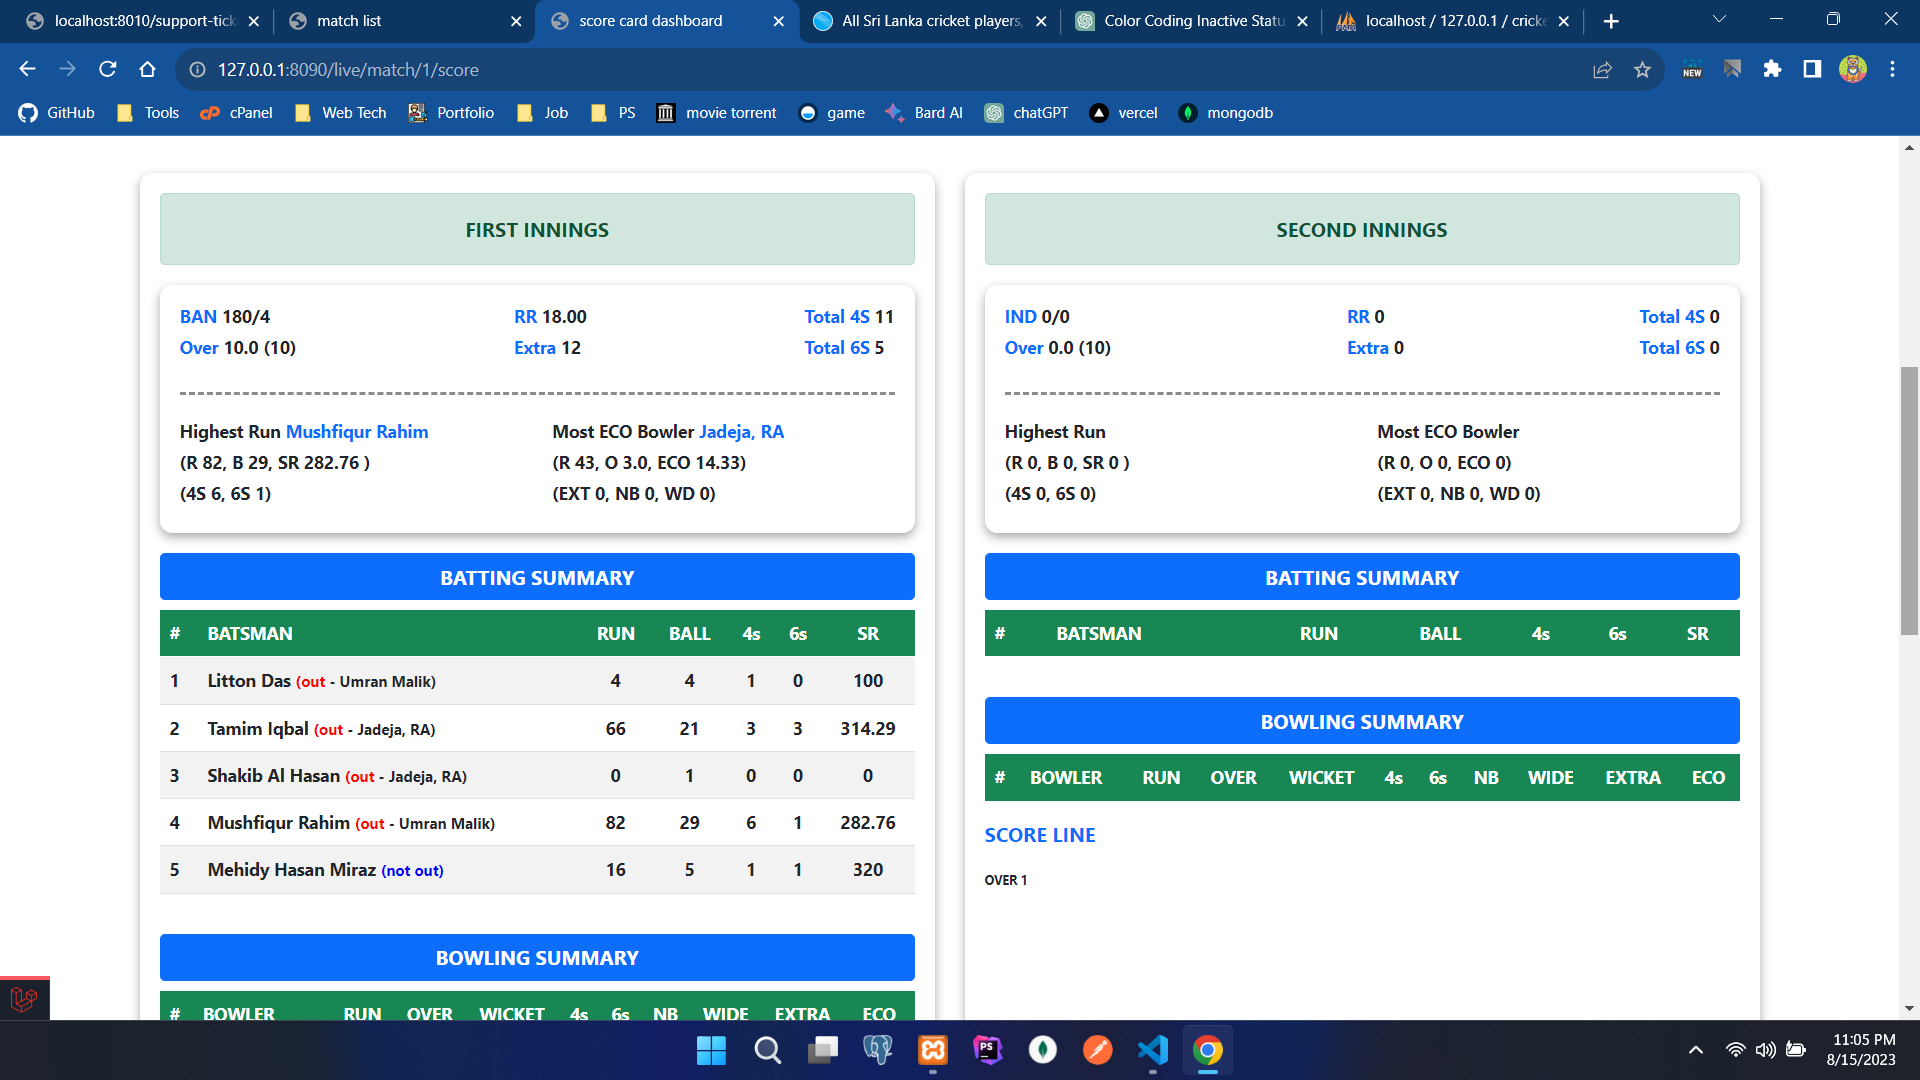 localhost:8010/support-tick
match list
score card dashboard
All Sri Lanka cricket players,
Color Coding Inactive Statu
localhost / 127.0.0.1 / cricke
127.0.0.1:8090/live/match/1/score
NEW
GitHub
Tools
cPanel
Web Tech
Portfolio
Job
PS
movie torrent
game
Bard AI
chatGPT
vercel
mongodb
FIRST INNINGS
BAN 180/4 RR 18.00 Total 4S 11
Over 10.0 (10) Extra 12 Total 6S 5
Highest Run Mushfiqur Rahim Most ECO Bowler Jadeja, RA
(R 82, B 29, SR 282.76 ) (R 43, O 3.0, ECO 14.33)
(4S 6, 6S 1) (EXT 0, NB 0, WD 0)
BATTING SUMMARY
# BATSMAN RUN BALL 4s 6s SR
1 Litton Das (out - Umran Malik) 4 4 1 0 100
2 Tamim Iqbal (out - Jadeja, RA) 66 21 3 3 314.29
3 Shakib Al Hasan (out - Jadeja, RA) 0 1 0 0 0
4 Mushfiqur Rahim (out - Umran Malik) 82 29 6 1 282.76
5 Mehidy Hasan Miraz (not out) 16 5 1 1 320
BOWLING SUMMARY
# BOWLER RUN OVER WICKET 4s 6s NB WIDE EXTRA ECO
SECOND INNINGS
IND 0/0 RR 0 Total 4S 0
Over 0.0 (10) Extra 0 Total 6S 0
Highest Run Most ECO Bowler
(R 0, B 0, SR 0 ) (R 0, O 0, ECO 0)
(4S 0, 6S 0) (EXT 0, NB 0, WD 0)
BATTING SUMMARY
# BATSMAN RUN BALL 4s 6s SR
BOWLING SUMMARY
# BOWLER RUN OVER WICKET 4s 6s NB WIDE EXTRA ECO
SCORE LINE
OVER 1
PS
11:05 PM
8/15/2023